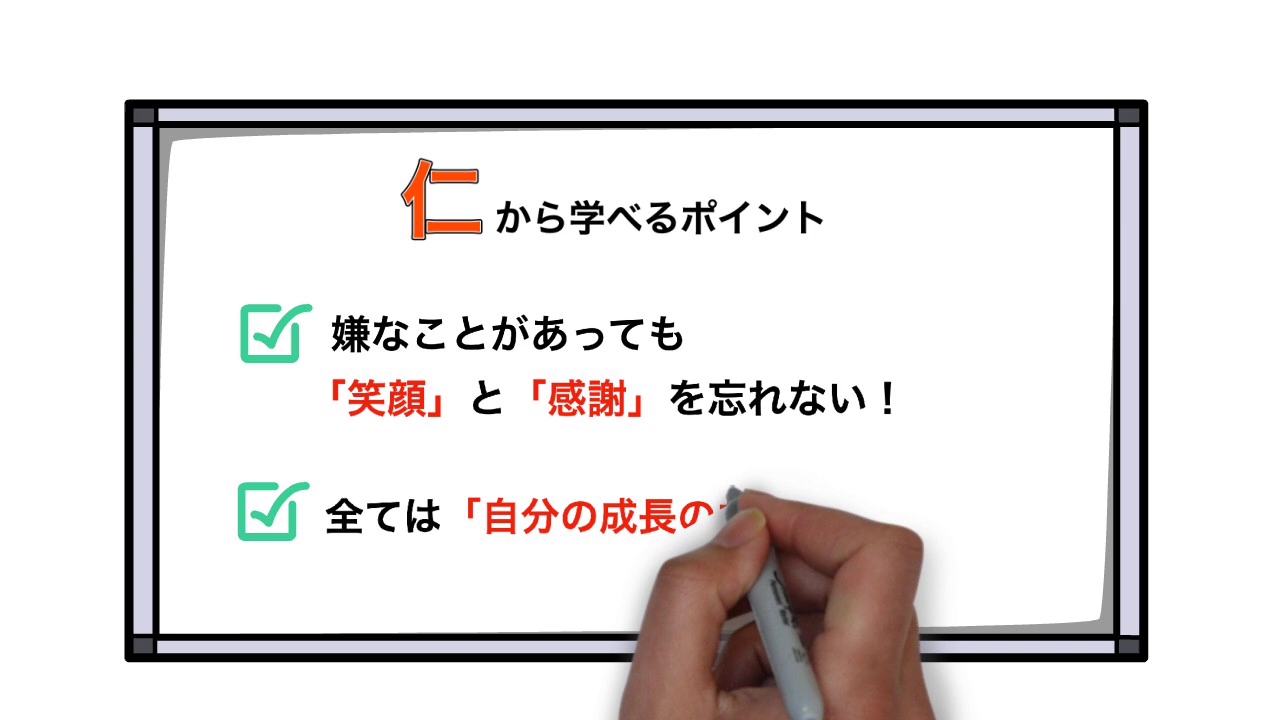 仁から学べるポイント
嫌なことがあっても
「笑顔」と「感謝」を忘れない！
全ては「自分の成長の